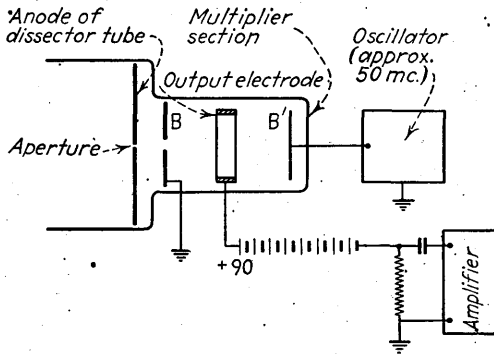 Anode of
dissector tube
Multiplier
section
Oscillator
(approx.
50 mc.)
Output electrode
B
B'
Aperture
+90
Amplifier